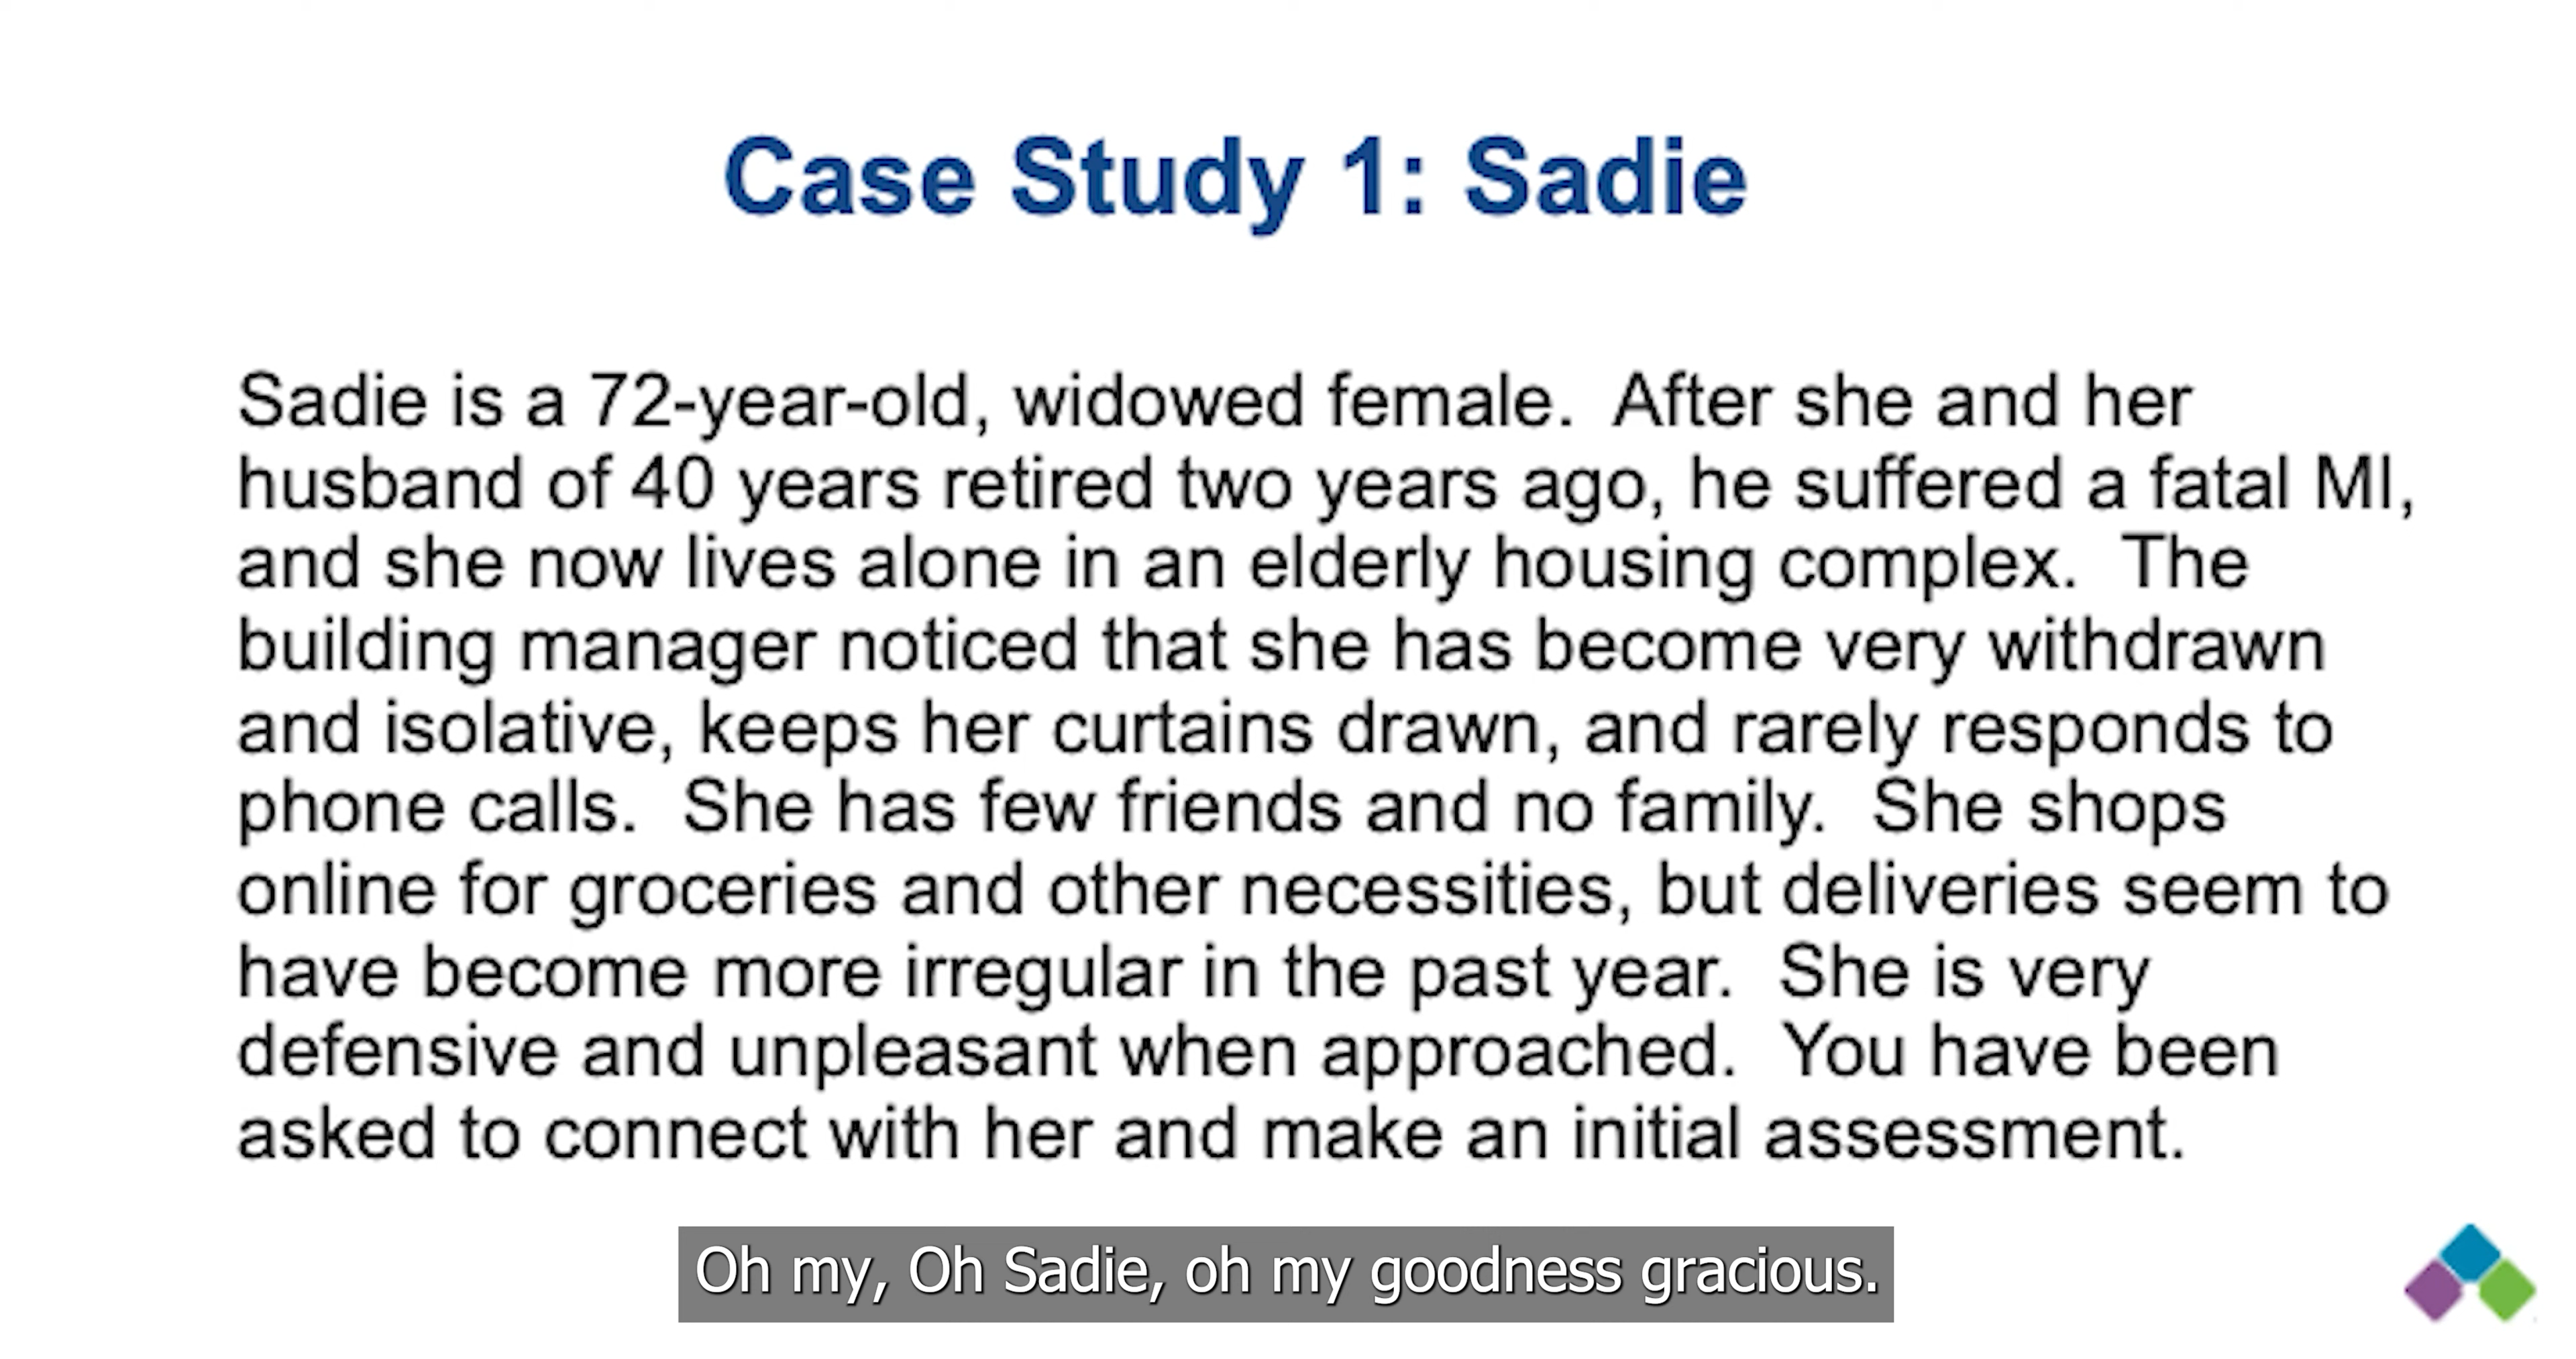 Case Study 1: Sadie
Sadie is a 72-year-old, widowed female.  After she and her
husband of 40 years retired two years ago, he suffered a fatal MI,
and she now lives alone in an elderly housing complex.  The
building manager noticed that she has become very withdrawn
and isolative, keeps her curtains drawn, and rarely responds to
phone calls.  She has few friends and no family.  She shops
online for groceries and other necessities, but deliveries seem to
have become more irregular in the past year.  She is very
defensive and unpleasant when approached.  You have been
asked to connect with her and make an initial assessment.
Oh my, Oh Sadie, oh my goodness gracious.